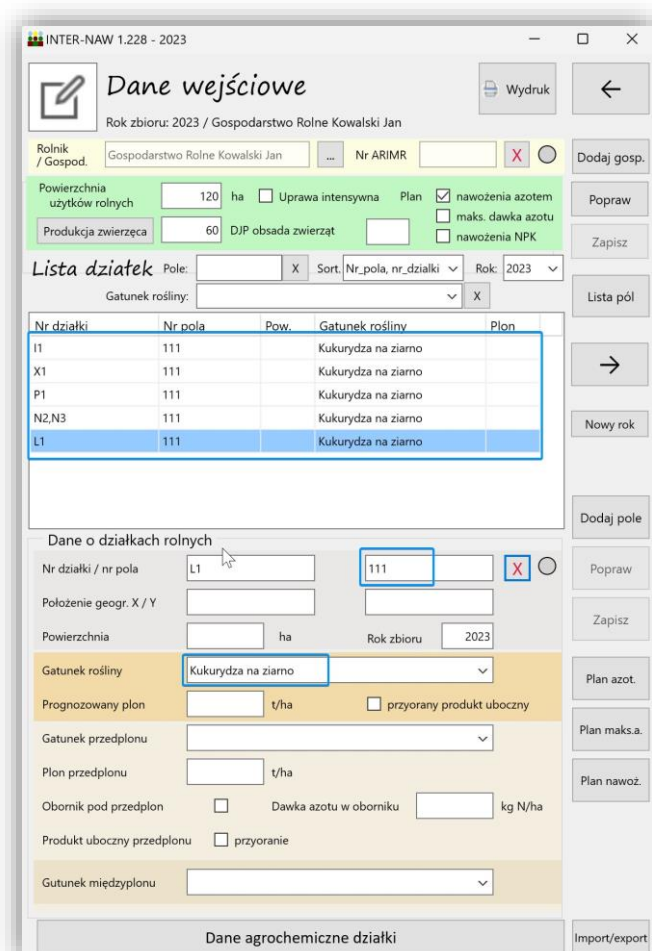 INTER-NAW 1.228 - 2023
Dane wejściowe
Wydruk
Rok zbioru: 2023 / Gospodarstwo Rolne Kowalski Jan
Rolnik / Gospod. Gospodarstwo Rolne Kowalski Jan ... Nr ARIMR X Dodaj gosp.
Powierzchnia użytków rolnych 120 ha Uprawa intensywna Plan nawożenia azotem Popraw
maks. dawka azotu
Produkcja zwierzęca 60 DJP obsada zwierząt nawożenia NPK Zapisz
Lista działek Pole: X Sort. Nr_pola, nr_dzialki Rok: 2023
Gatunek rośliny: X Lista pól
Nr działki Nr pola Pow. Gatunek rośliny Plon
I1 111 Kukurydza na ziarno
X1 111 Kukurydza na ziarno
P1 111 Kukurydza na ziarno
N2,N3 111 Kukurydza na ziarno
L1 111 Kukurydza na ziarno
Nowy rok
Dodaj pole
Dane o działkach rolnych
Nr działki / nr pola L1 111 X Popraw
Położenie geogr. X / Y
Zapisz
Powierzchnia ha Rok zbioru 2023
Gatunek rośliny Kukurydza na ziarno Plan azot.
Prognozowany plon t/ha przyorany produkt uboczny
Gatunek przedplonu Plan maks.a.
Plon przedplonu t/ha Plan nawoż.
Obornik pod przedplon Dawka azotu w oborniku kg N/ha
Produkt uboczny przedplonu przyoranie
Gutunek międzyplonu
Dane agrochemiczne działki Import/export